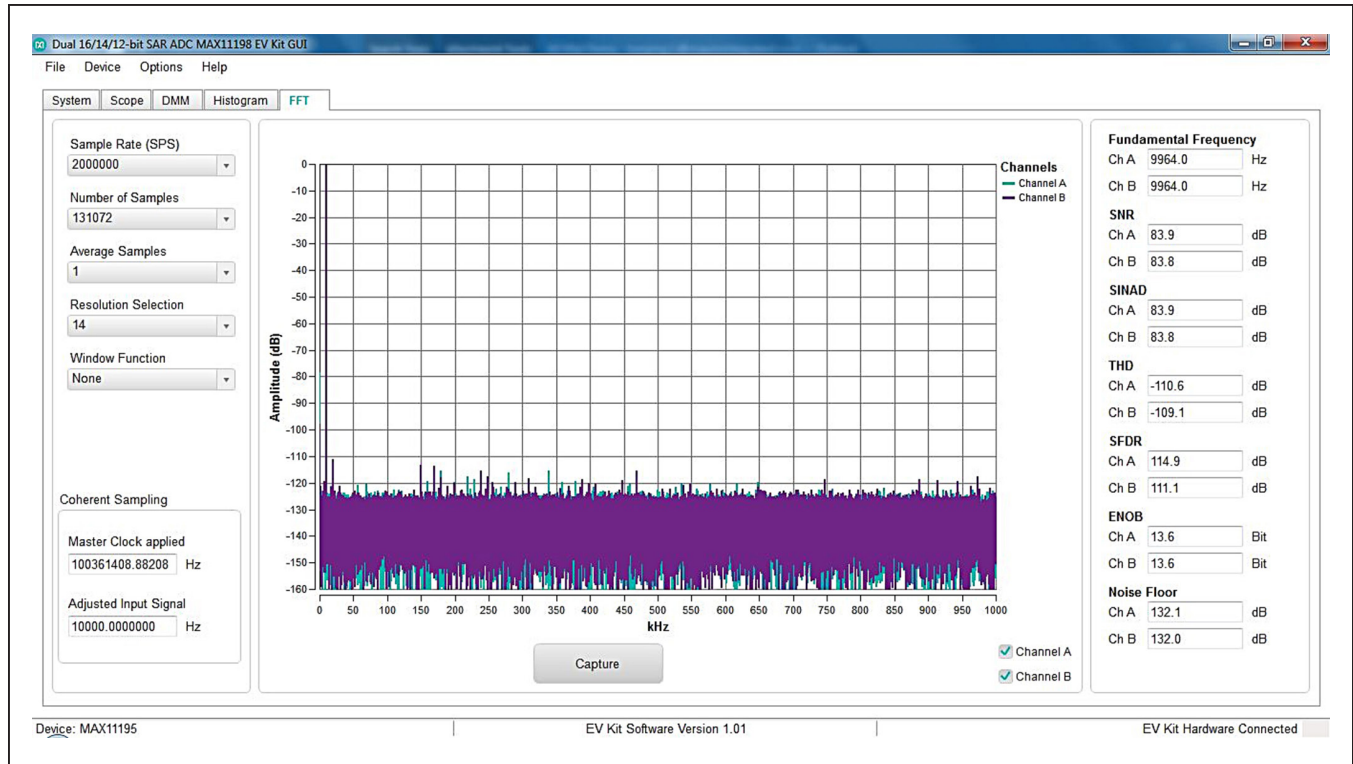 Dual 16/14/12-bit SAR ADC MAX11198 EV Kit GUI
File Device Options Help
System Scope DMM Histogram FFT
Sample Rate (SPS)
2000000
Number of Samples
131072
Average Samples
1
Resolution Selection
14
Window Function
None
Coherent Sampling
Master Clock applied
100361408.88208 Hz
Adjusted Input Signal
10000.0000000 Hz
Amplitude (dB)
0
-10
-20
-30
-40
-50
-60
-70
-80
-90
-100
-110
-120
-130
-140
-150
-160
0 50 100 150 200 250 300 350 400 450 500 550 600 650 700 750 800 850 900 950 1000
kHz
Channels
Channel A
Channel B
Capture
Channel A
Channel B
Fundamental Frequency
Ch A 9964.0 Hz
Ch B 9964.0 Hz
SNR
Ch A 83.9 dB
Ch B 83.8 dB
SINAD
Ch A 83.9 dB
Ch B 83.8 dB
THD
Ch A -110.6 dB
Ch B -109.1 dB
SFDR
Ch A 114.9 dB
Ch B 111.1 dB
ENOB
Ch A 13.6 Bit
Ch B 13.6 Bit
Noise Floor
Ch A 132.1 dB
Ch B 132.0 dB
Device: MAX11195
EV Kit Software Version 1.01
EV Kit Hardware Connected